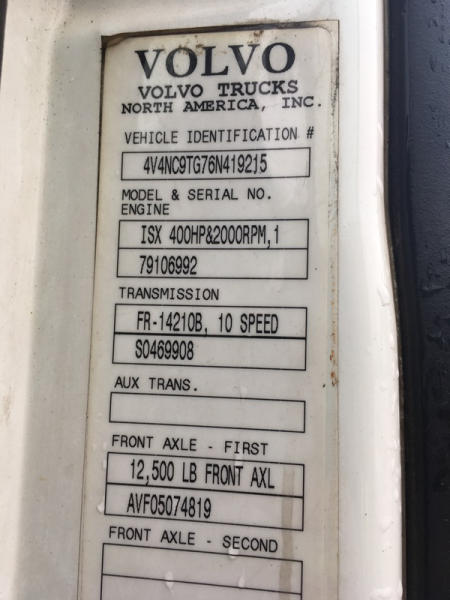 VOLVO
VOLVO TRUCKS
NORTH AMERICA, INC.
VEHICLE IDENTIFICATION #
4V4NC9TG76N419215
MODEL & SERIAL NO.
ENGINE
ISX 400HP&2000RPM,1
79106992
TRANSMISSION
FR-14210B, 10 SPEED
S0469908
AUX TRANS.
FRONT AXLE - FIRST
12,500 LB FRONT AXL
AVF05074819
FRONT AXLE - SECOND